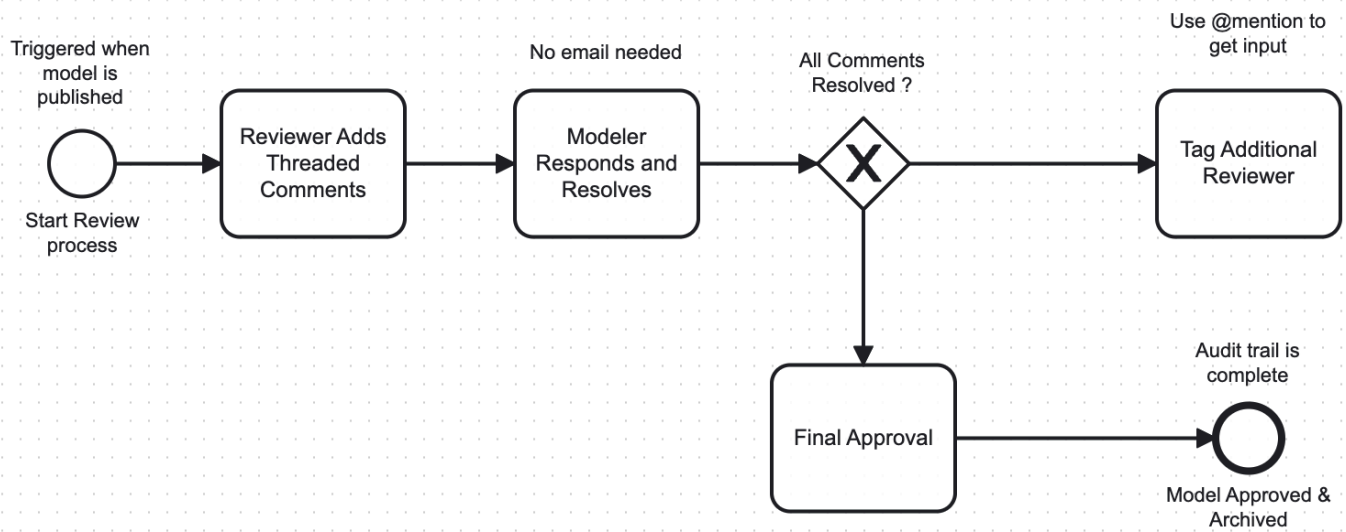 Triggered when
model is
published
Start Review
process
Reviewer Adds
Threaded
Comments
No email needed
Modeler
Responds and
Resolves
All Comments
Resolved ?
X
Use @mention to
get input
Tag Additional
Reviewer
Final Approval
Audit trail is
complete
Model Approved &
Archived